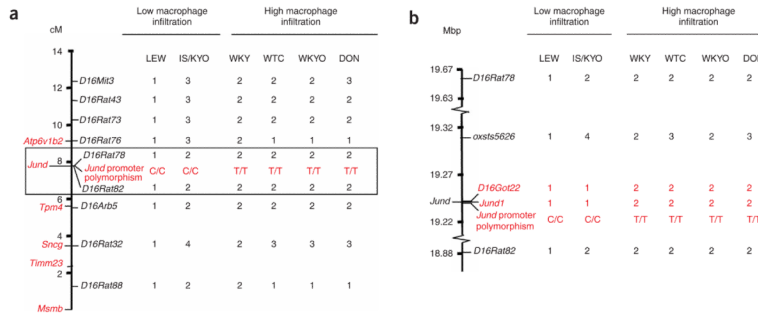 a
Low macrophage infiltration High macrophage infiltration
cM LEW IS/KYO WKY WTC WKYO DON
14
D16Mit3 1 3 2 2 2 3
12
D16Rat43 1 3 2 2 2 2
D16Rat73 1 3 2 2 2 2
10
Atp6v1b2 D16Rat76 1 3 2 1 1 1
D16Rat78 1 2 2 2 2 2
8
Jund Jund promoter polymorphism C/C C/C T/T T/T T/T T/T
D16Rat82 1 2 2 2 2 2
6
Tpm4 D16Arb5 1 2 2 2 2 2
4
Sncg D16Rat32 1 4 2 3 3 3
Timm23
2
D16Rat88 1 2 2 1 1 1
Msmb
b
Low macrophage infiltration High macrophage infiltration
Mbp LEW IS/KYO WKY WTC WKYO DON
19.67
D16Rat78 1 2 2 2 2 2
19.63
19.32
oxsts5626 1 4 2 3 2 3
19.27
D16Got22 1 1 2 2 2 2
Jund Jund1 1 1 2 2 2 2
Jund promoter polymorphism C/C C/C T/T T/T T/T T/T
19.22
18.88 D16Rat82 1 2 2 2 2 2